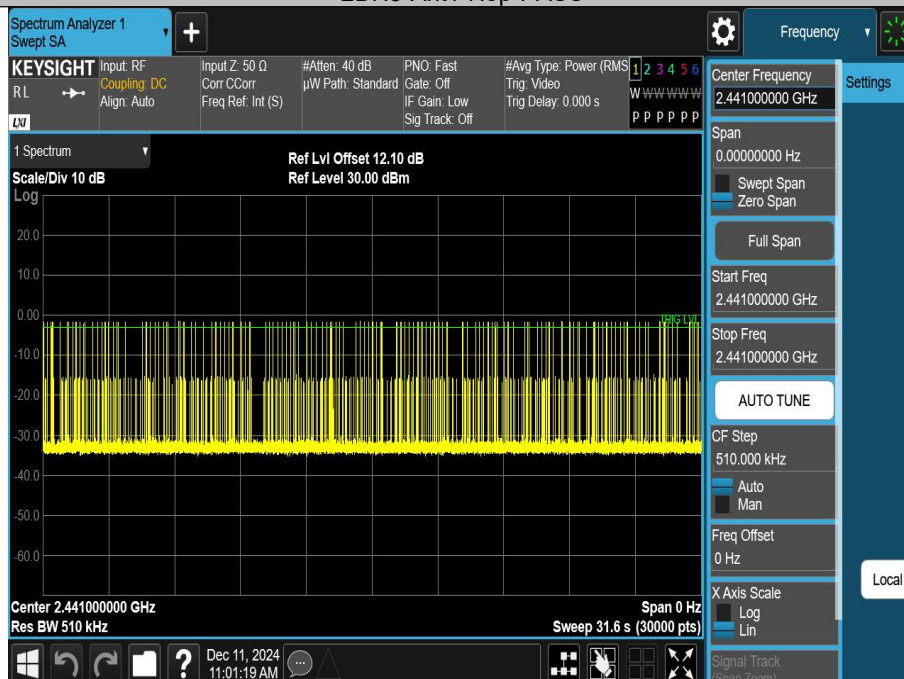 Spectrum Analyzer 1
Swept SA
+
Frequency
KEYSIGHT
Input: RF
Coupling: DC
Align: Auto
Input Z: 50 Ω
Corr CCorr
Freq Ref: Int (S)
#Atten: 40 dB
µW Path: Standard
PNO: Fast
Gate: Off
IF Gain: Low
Sig Track: Off
#Avg Type: Power (RMS
Trig: Video
Trig Delay: 0.000 s
1 2 3 4 5 6
W W W W W W
P P P P P P
R L
LXI
Center Frequency
2.441000000 GHz
Settings
Span
0.00000000 Hz
Swept Span
Zero Span
Full Span
Start Freq
2.441000000 GHz
Stop Freq
2.441000000 GHz
AUTO TUNE
CF Step
510.000 kHz
Auto
Man
Freq Offset
0 Hz
X Axis Scale
Log
Lin
Signal Track
(Span Zoom)
Local
1 Spectrum
Scale/Div 10 dB
Ref Lvl Offset 12.10 dB
Ref Level 30.00 dBm
Log
20.0
10.0
0.00
TRIG LVL
-10.0
-20.0
-30.0
-40.0
-50.0
-60.0
Center 2.441000000 GHz
Span 0 Hz
Res BW 510 kHz
Sweep 31.6 s (30000 pts)
?
Dec 11, 2024
11:01:19 AM